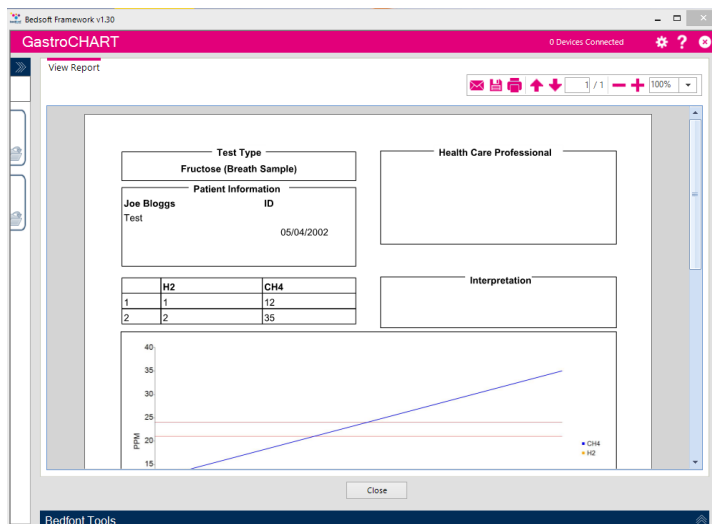 Bedsoft Framework v1.30
GastroCHART
0 Devices Connected
?
View Report
1 / 1
100%
Test Type
Fructose (Breath Sample)
Health Care Professional
Patient Information
Joe Bloggs ID
Test
05/04/2002
H2 CH4
1 1 12
2 2 35
Interpretation
40
35
30
25
20
15
PPM
CH4
H2
Close
Bedfont Tools